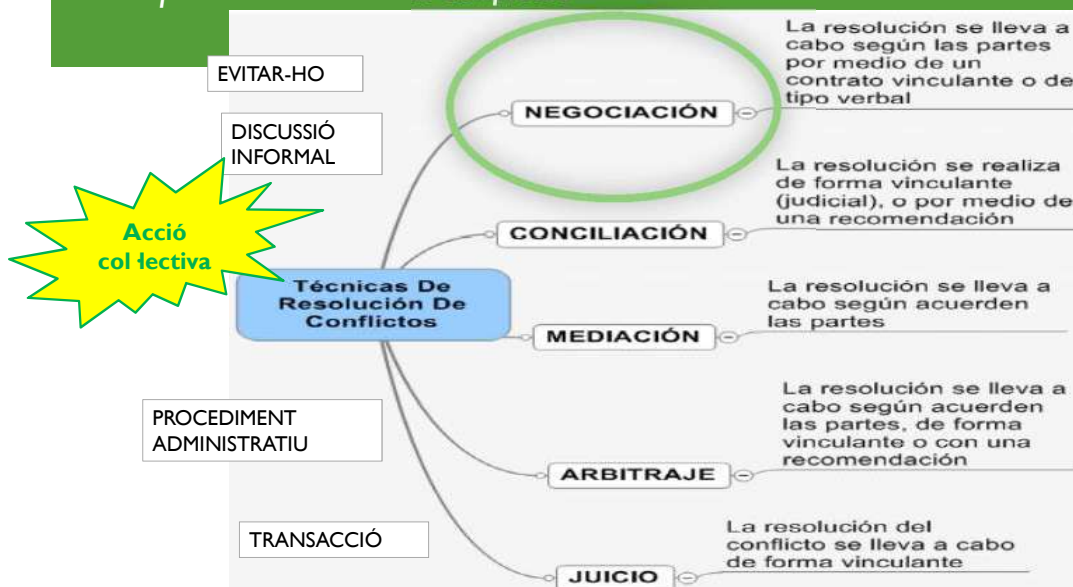 EVITAR-HO
DISCUSSIÓ
INFORMAL
Acció
col·lectiva
Técnicas De
Resolución De
Conflictos
PROCEDIMENT
ADMINISTRATIU
TRANSACCIÓ
NEGOCIACIÓN
La resolución se lleva a
cabo según las partes
por medio de un
contrato vinculante o de
tipo verbal
CONCILIACIÓN
La resolución se realiza
de forma vinculante
(judicial), o por medio de
una recomendación
MEDIACIÓN
La resolución se lleva a
cabo según acuerden
las partes
ARBITRAJE
La resolución se lleva a
cabo según acuerden
las partes, de forma
vinculante o con una
recomendación
JUICIO
La resolución del
conflicto se lleva a cabo
de forma vinculante